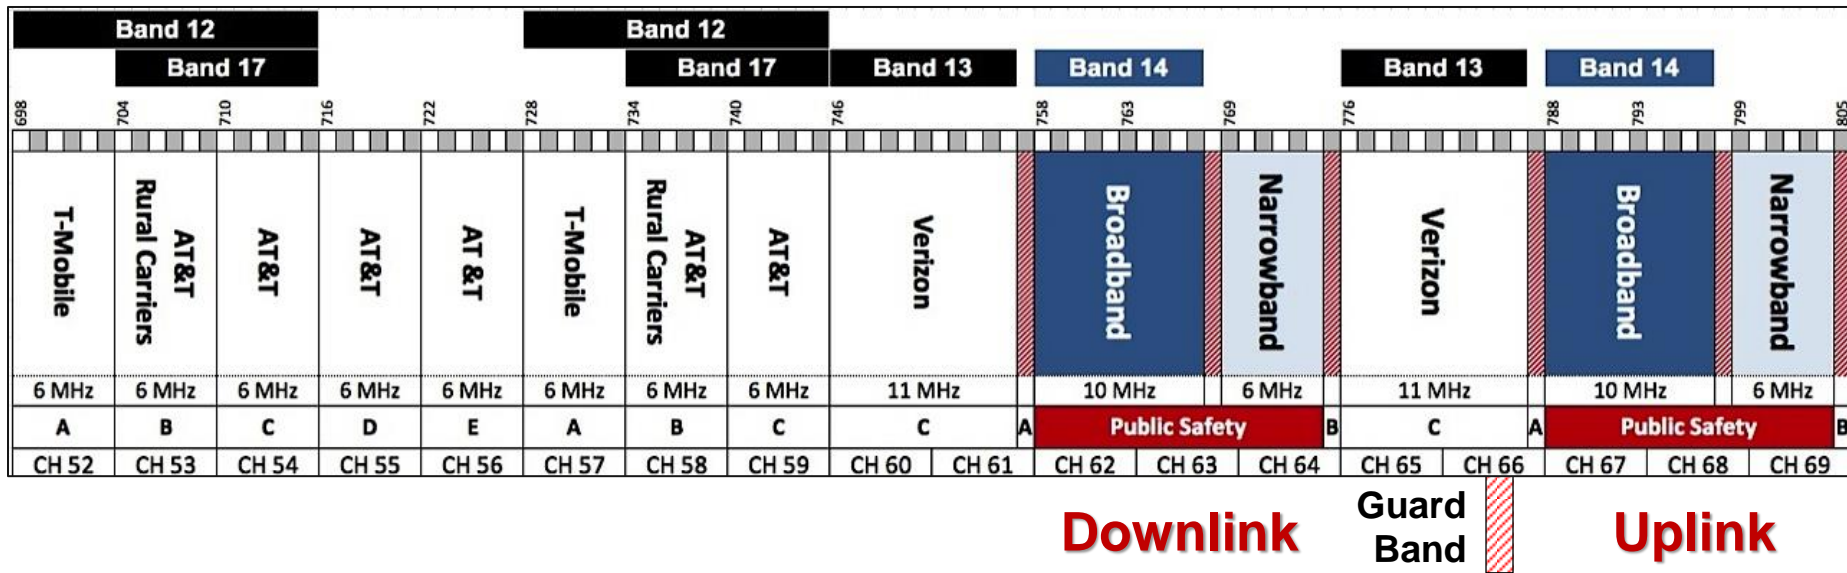 Band 12 Band 12
Band 17 Band 17 Band 13 Band 14 Band 13 Band 14
698 704 710 716 722 728 734 740 746 758 763 769 776 788 793 799 805
T-Mobile
Rural Carriers
AT&T
AT&T
AT&T
AT &T
T-Mobile
Rural Carriers
AT&T
AT&T
Verizon
Broadband
Narrowband
Verizon
Broadband
Narrowband
6 MHz 6 MHz 6 MHz 6 MHz 6 MHz 6 MHz 6 MHz 6 MHz 11 MHz 10 MHz 6 MHz 11 MHz 10 MHz 6 MHz
A B C D E A B C C A Public Safety B C A Public Safety B
CH 52 CH 53 CH 54 CH 55 CH 56 CH 57 CH 58 CH 59 CH 60 CH 61 CH 62 CH 63 CH 64 CH 65 CH 66 CH 67 CH 68 CH 69
Downlink
Guard
Band
Uplink